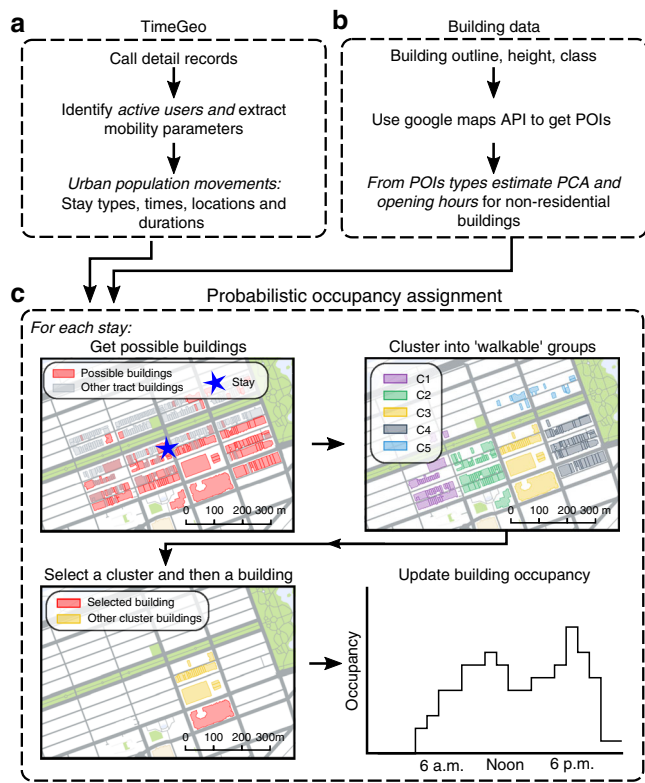 a
TimeGeo
Call detail records
Identify active users and extract
mobility parameters
Urban population movements:
Stay types, times, locations and
durations
b
Building data
Building outline, height, class
Use google maps API to get POIs
From POIs types estimate PCA and
opening hours for non-residential
buildings
c
Probabilistic occupancy assignment
For each stay:
Get possible buildings
Possible buildings
Other tract buildings
Stay
0 100 200 300 m
Cluster into 'walkable' groups
C1
C2
C3
C4
C5
0 100 200 300 m
Select a cluster and then a building
Selected building
Other cluster buildings
0 100 200 300m
Update building occupancy
Occupancy
6 a.m. Noon 6 p.m.